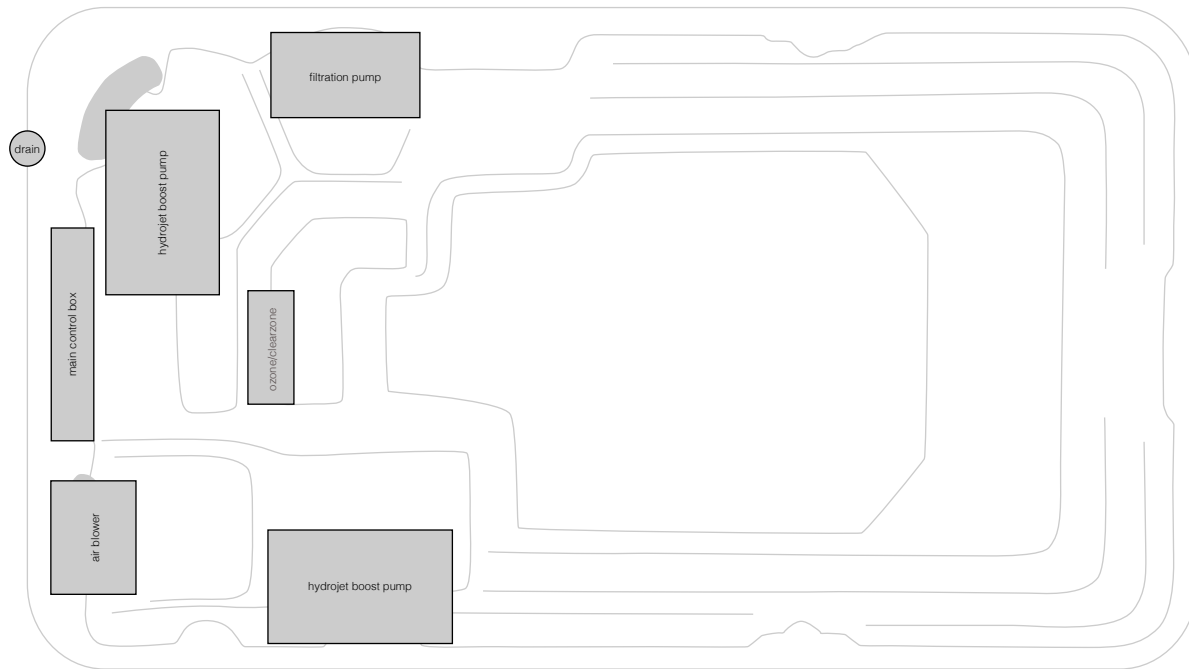 filtration pump
drain
hydrojet boost pump
main control box
ozone/clearzone
air blower
hydrojet boost pump